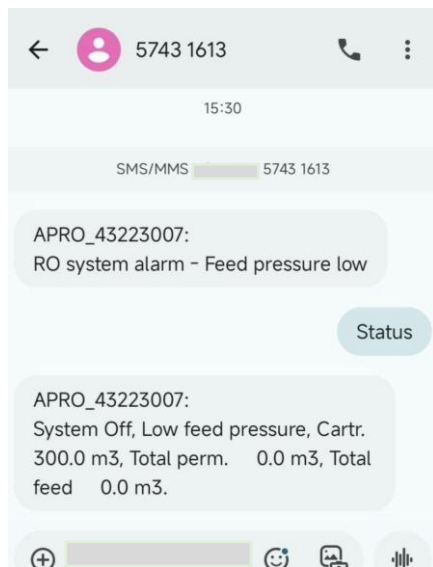 5743 1613
15:30
SMS/MMS 5743 1613
APRO_43223007:
RO system alarm - Feed pressure low
Status
APRO_43223007:
System Off, Low feed pressure, Cartr.
300.0 m3, Total perm. 0.0 m3, Total
feed 0.0 m3.